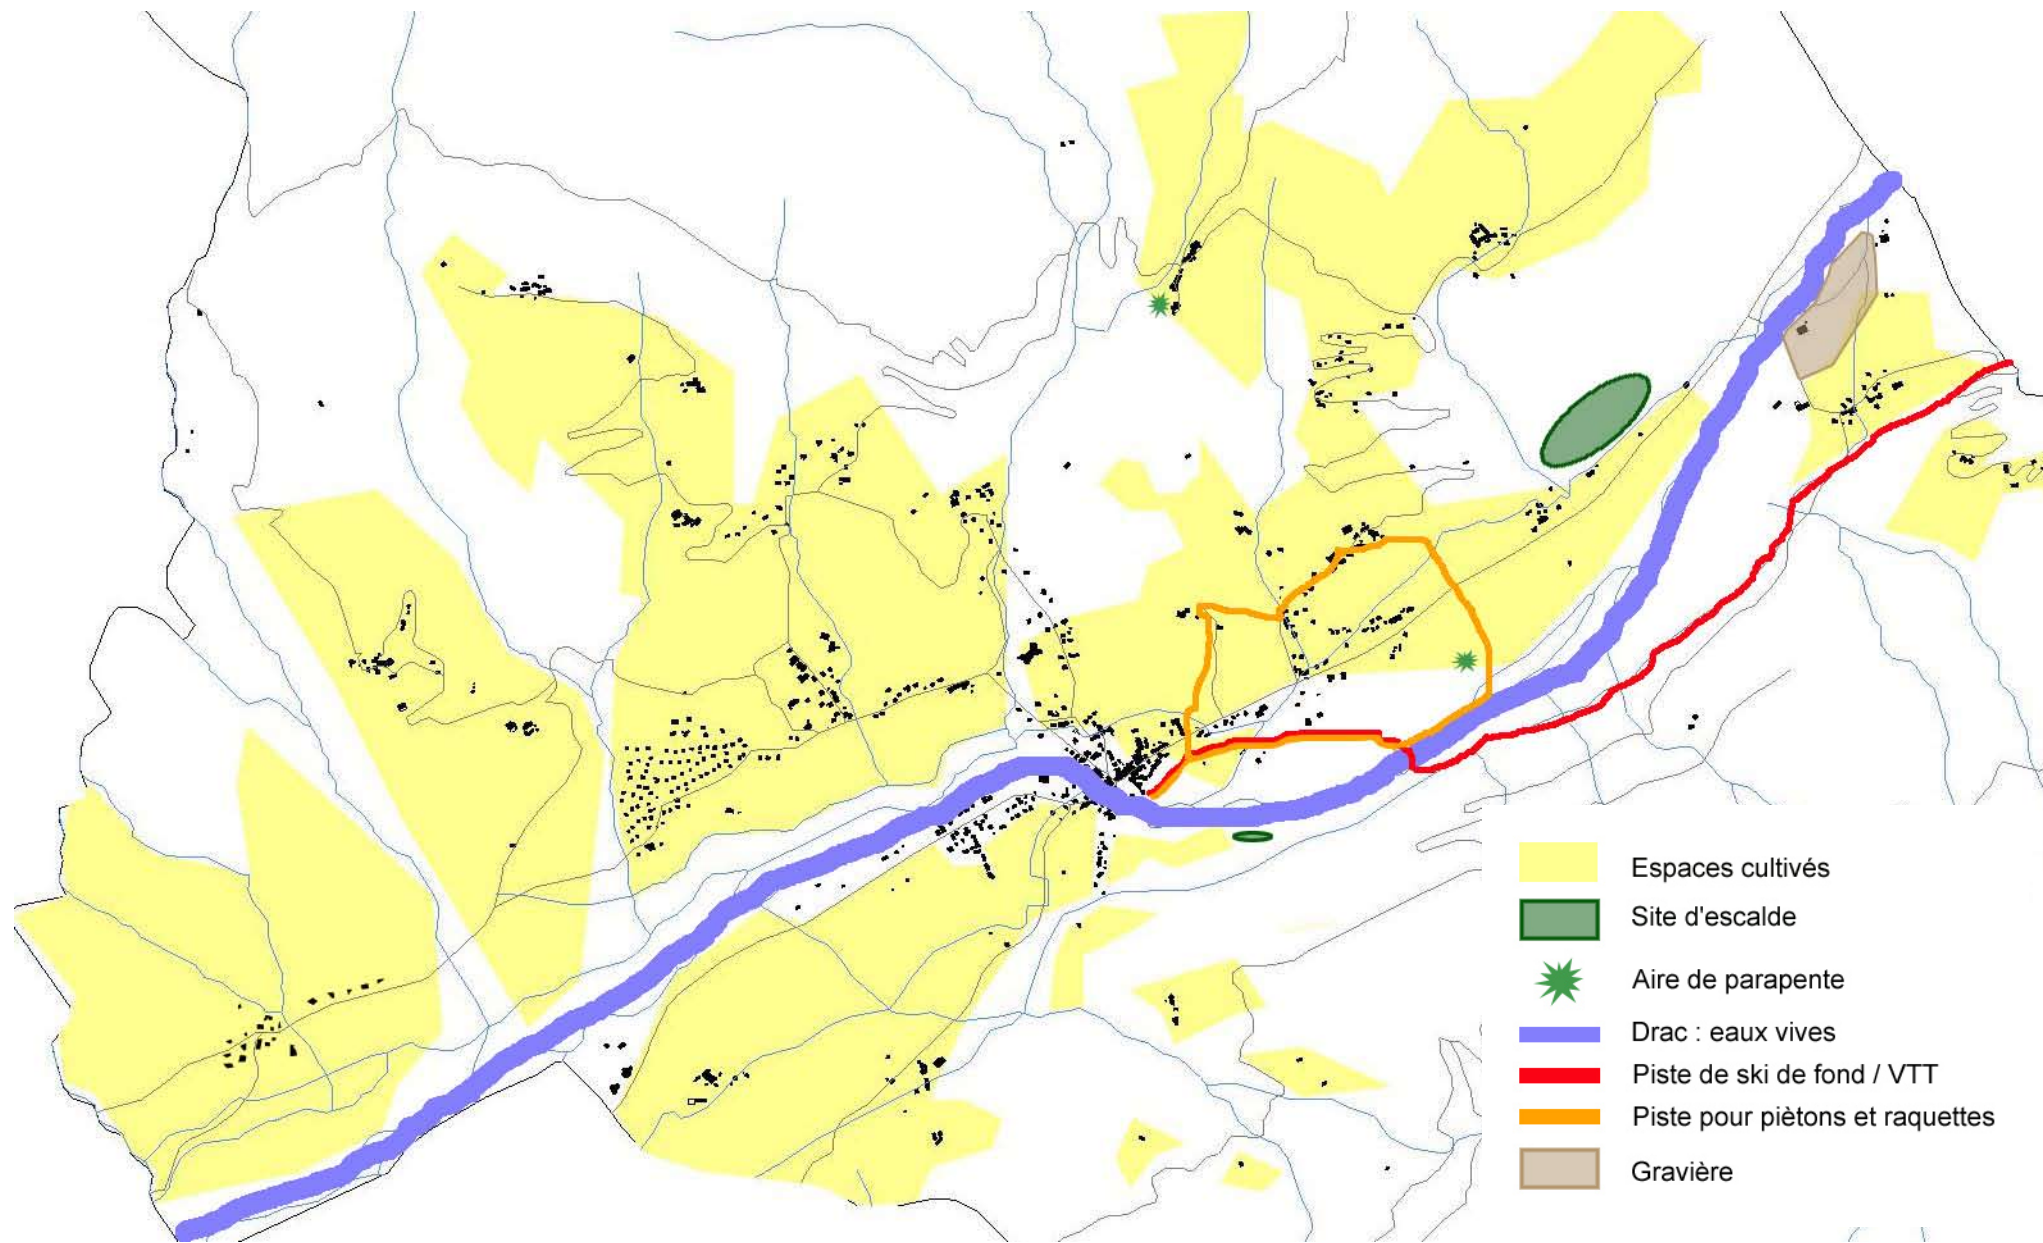 Espaces cultivés
Site d'escalde
Aire de parapente
Drac : eaux vives
Piste de ski de fond / VTT
Piste pour piètons et raquettes
Gravière